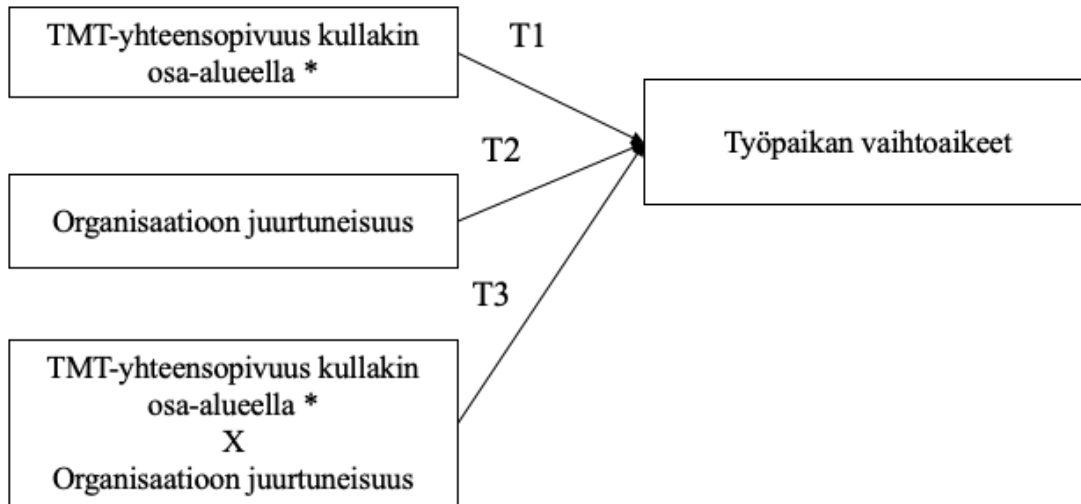 TMT-yhteensopivuus kullakin
osa-alueella *
T1
Työpaikan vaihtoaikeet
T2
Organisaatioon juurtuneisuus
T3
TMT-yhteensopivuus kullakin
osa-alueella *
X
Organisaatioon juurtuneisuus